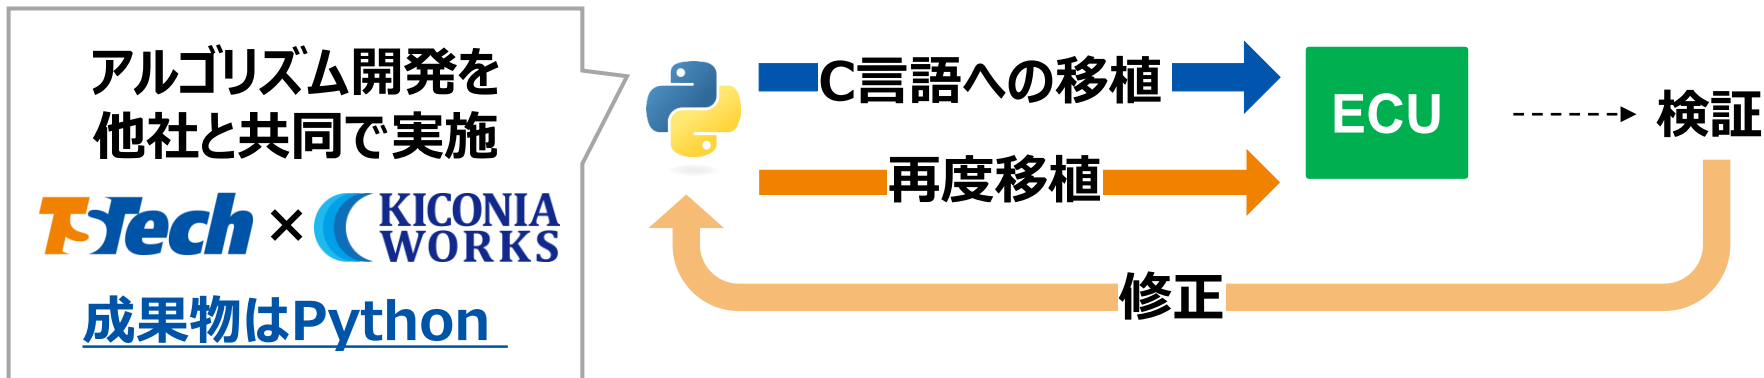 アルゴリズム開発を
他社と共同で実施
TSTech × KICONIA
WORKS
成果物はPython
C言語への移植
再度移植
ECU
検証
修正